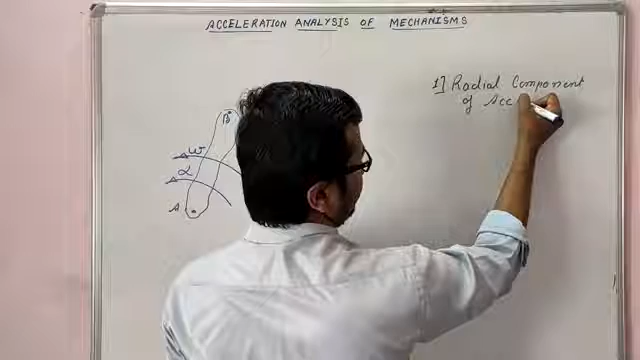 ACCELERATION ANALYSIS OF MECHANISMS
1] Radial Component
of Acc
B
ω
α
A